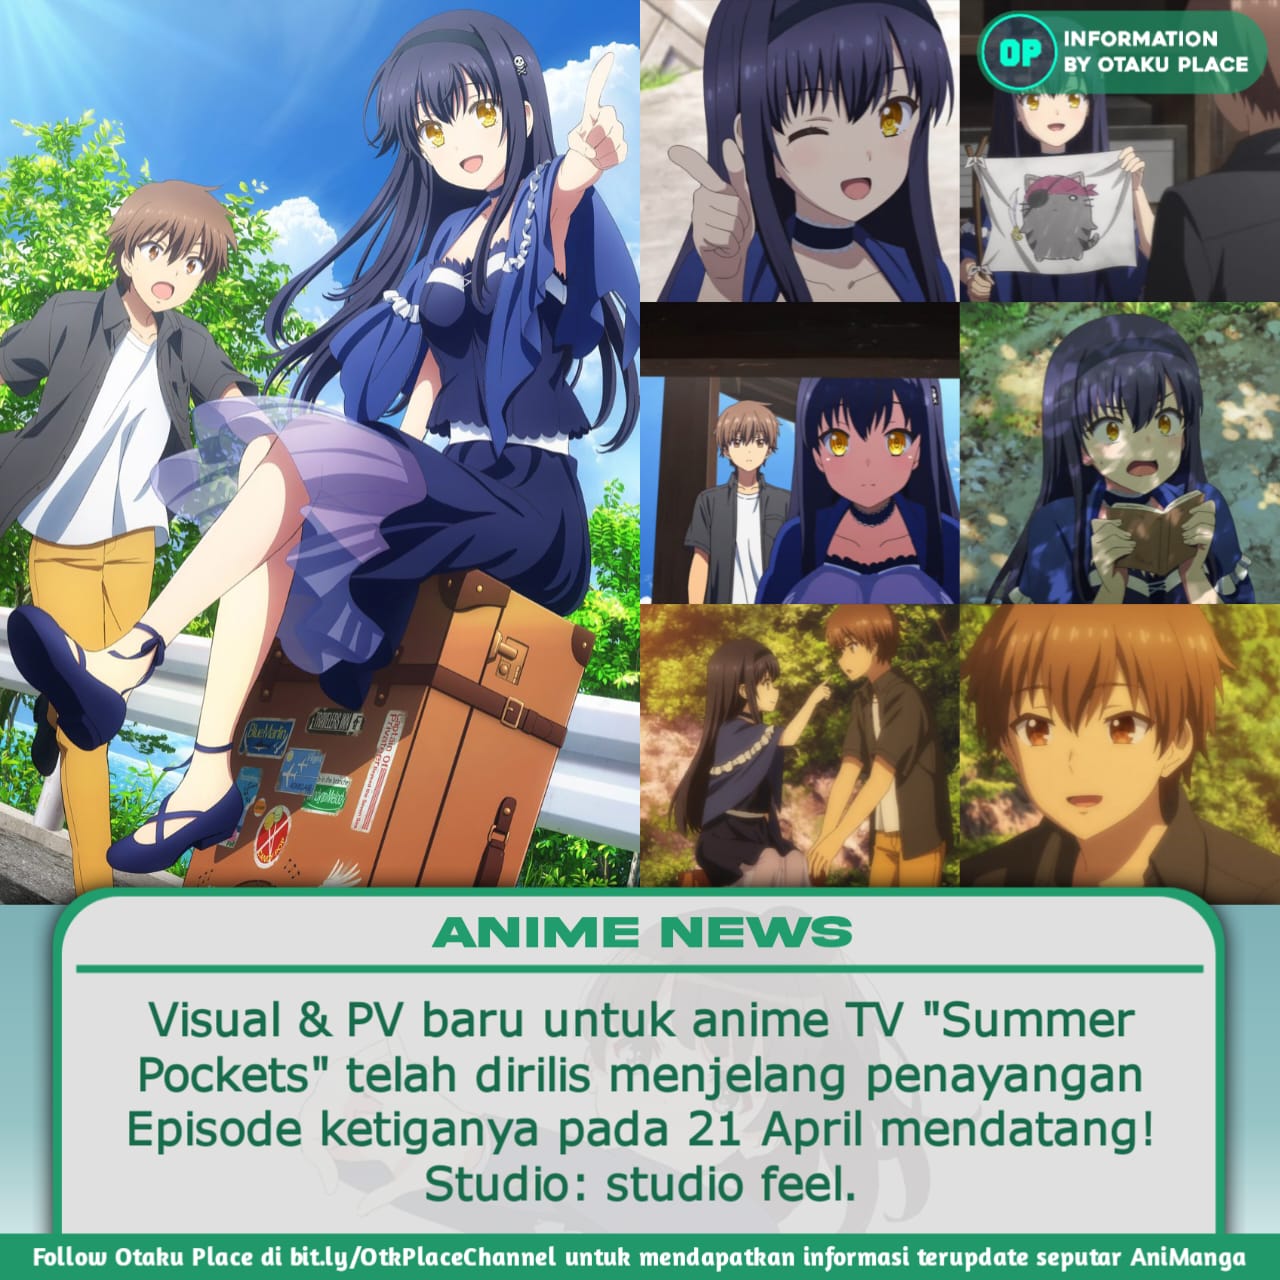 OP
INFORMATION
BY OTAKU PLACE
BlueMarlin
ANIME NEWS
Visual & PV baru untuk anime TV "Summer
Pockets" telah dirilis menjelang penayangan
Episode ketiganya pada 21 April mendatang!
Studio: studio feel.
Follow Otaku Place di bit.ly/OtkPlaceChannel untuk mendapatkan informasi terupdate seputar AniManga